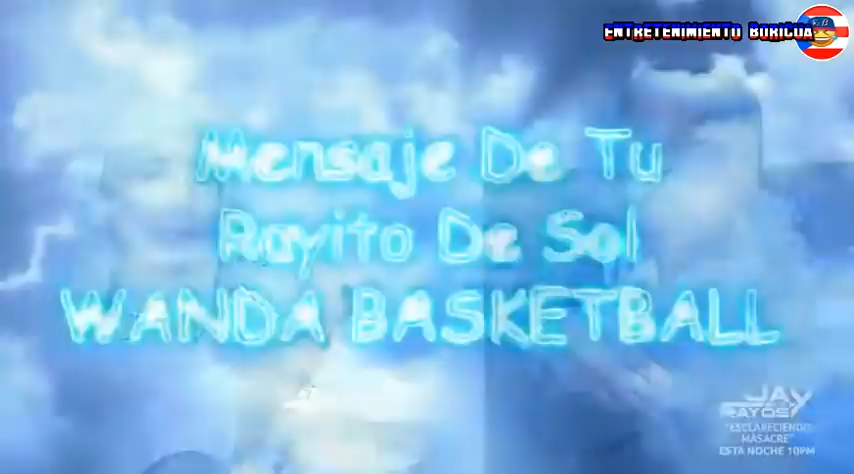 ENTRETENIMIENTO BORICUA
Mensaje De Tu
Rayito De Sol
WANDA BASKETBALL
JAY
RAYOS X
"ESCLARECIENDO
MASACRE"
ESTA NOCHE 10PM